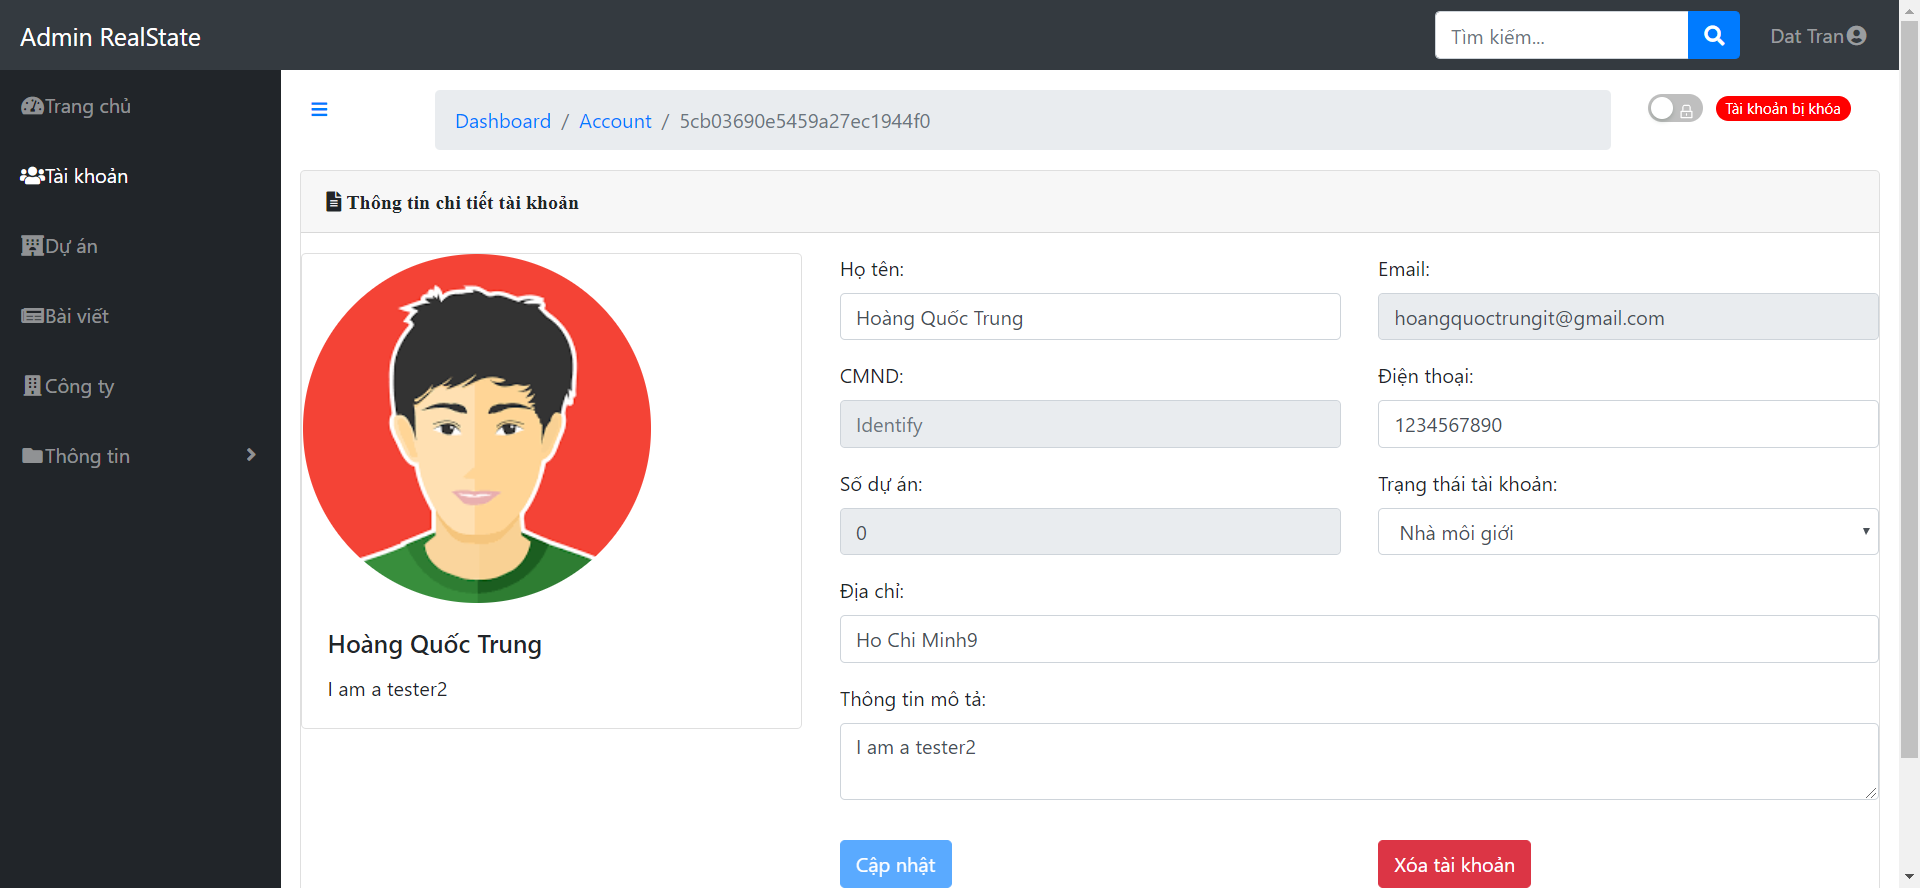 Admin RealState
Tìm kiếm...
Dat Tran
Trang chủ
Tài khoản
Dự án
Bài viết
Công ty
Thông tin
Dashboard / Account / 5cb03690e5459a27ec1944f0
Tài khoản bị khóa
Thông tin chi tiết tài khoản
Hoàng Quốc Trung
I am a tester2
Họ tên:
Hoàng Quốc Trung
Email:
hoangquoctrungit@gmail.com
CMND:
Identify
Điện thoại:
1234567890
Số dự án:
0
Trạng thái tài khoản:
Nhà môi giới
Địa chỉ:
Ho Chi Minh9
Thông tin mô tả:
I am a tester2
Cập nhật
Xóa tài khoản